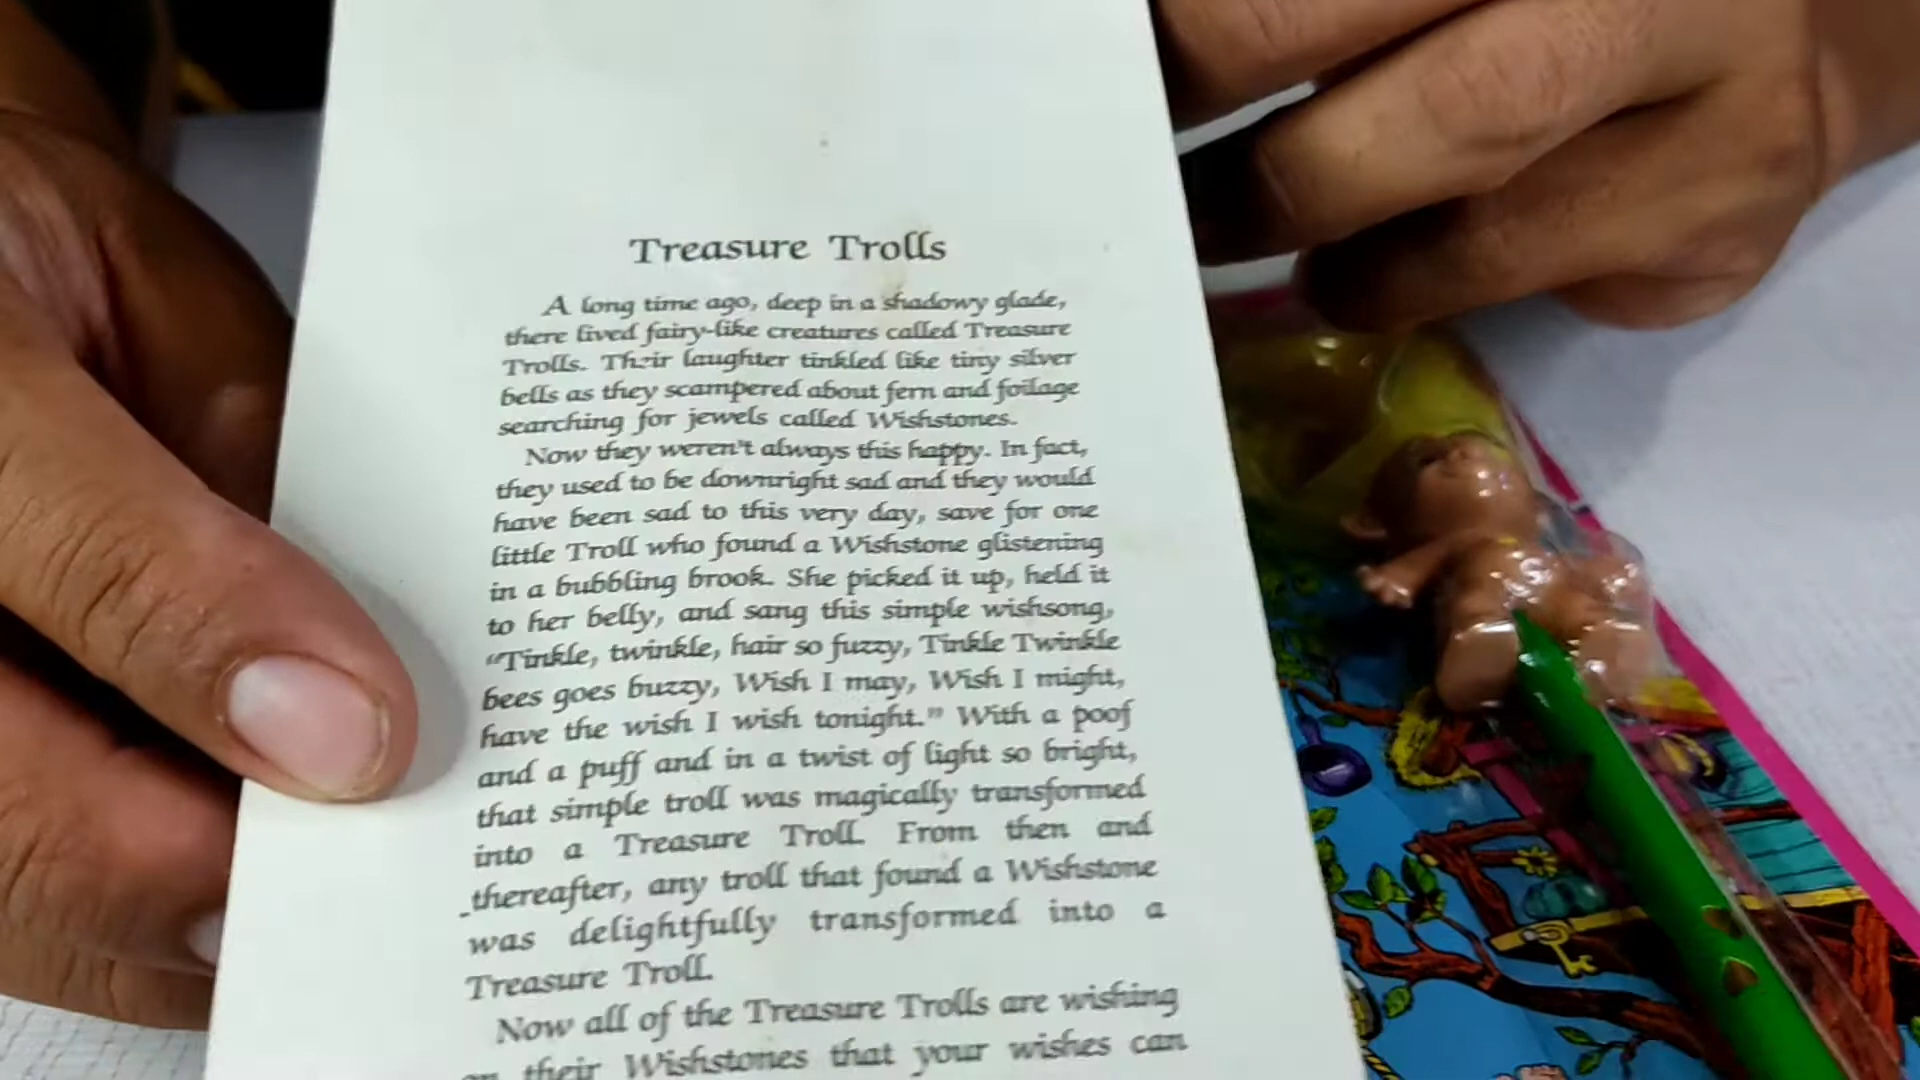 Treasure Trolls
A long time ago, deep in a shadowy glade,
there lived fairy-like creatures called Treasure
Trolls. Their laughter tinkled like tiny silver
bells as they scampered about fern and foilage
searching for jewels called Wishstones.
Now they weren't always this happy. In fact,
they used to be downright sad and they would
have been sad to this very day, save for one
little Troll who found a Wishstone glistening
in a bubbling brook. She picked it up, held it
to her belly, and sang this simple wishsong,
"Tinkle, twinkle, hair so fuzzy, Tinkle Twinkle
bees goes buzzy, Wish I may, Wish I might,
have the wish I wish tonight." With a poof
and a puff and in a twist of light so bright,
that simple troll was magically transformed
into a Treasure Troll. From then and
thereafter, any troll that found a Wishstone
was delightfully transformed into a
Treasure Troll.
Now all of the Treasure Trolls are wishing
on their Wishstones that your wishes can